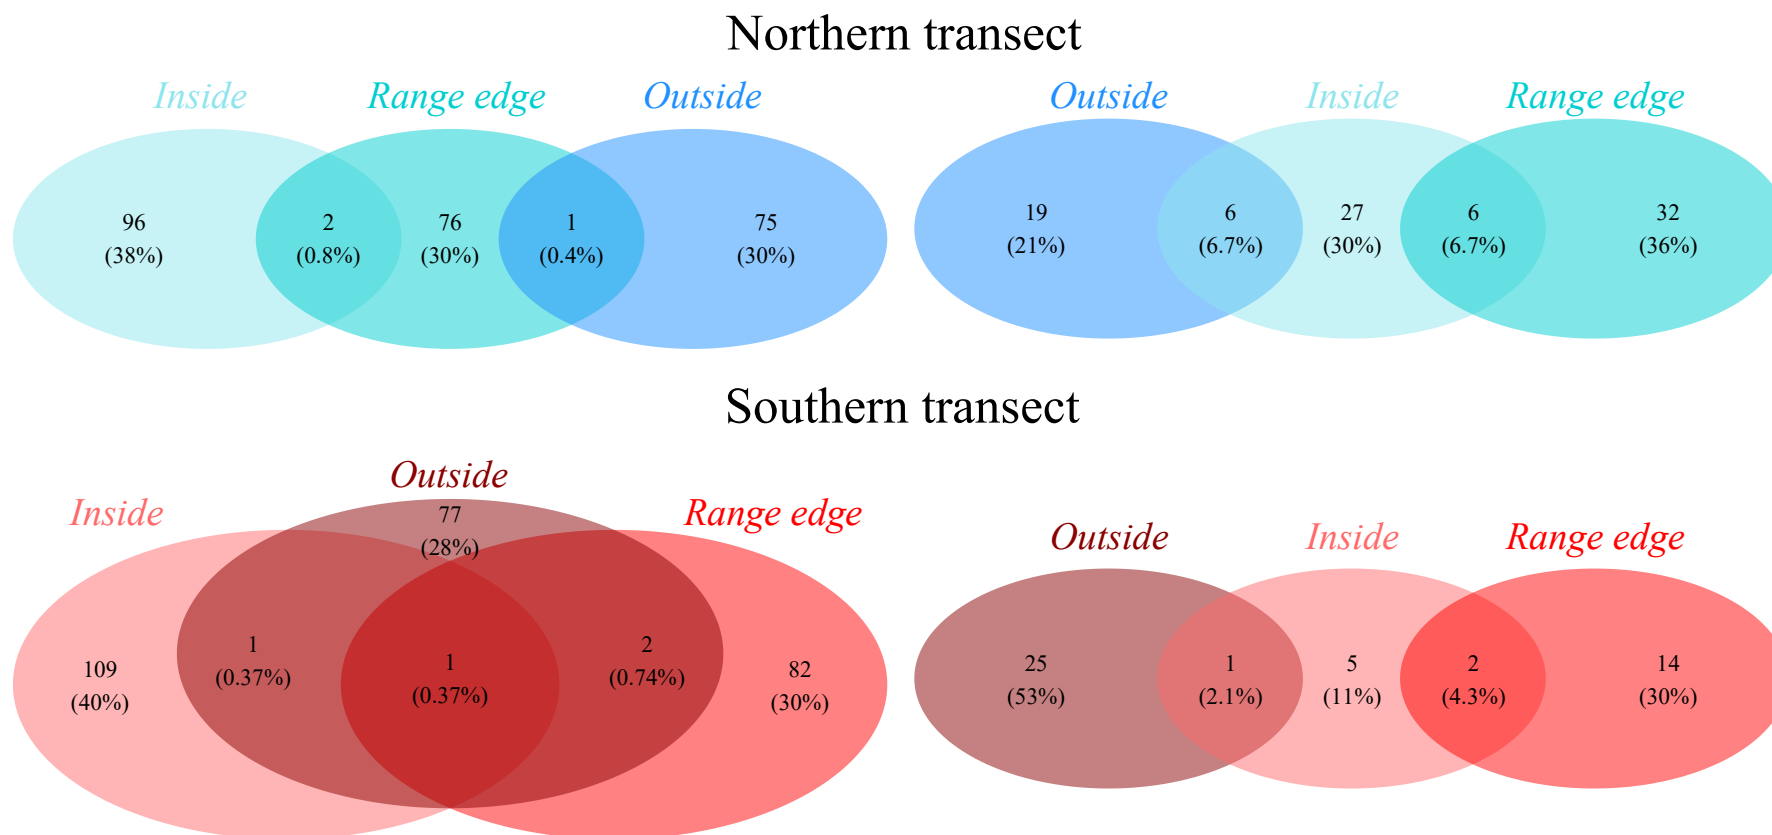 Northern transect
Inside Range edge Outside
96 2 76 1 75
(38%) (0.8%) (30%) (0.4%) (30%)
Outside Inside Range edge
19 6 27 6 32
(21%) (6.7%) (30%) (6.7%) (36%)
Southern transect
Outside
Inside Range edge
77
(28%)
1 2
(0.37%) (0.74%)
109 1 82
(40%) (0.37%) (30%)
Outside Inside Range edge
25 1 5 2 14
(53%) (2.1%) (11%) (4.3%) (30%)